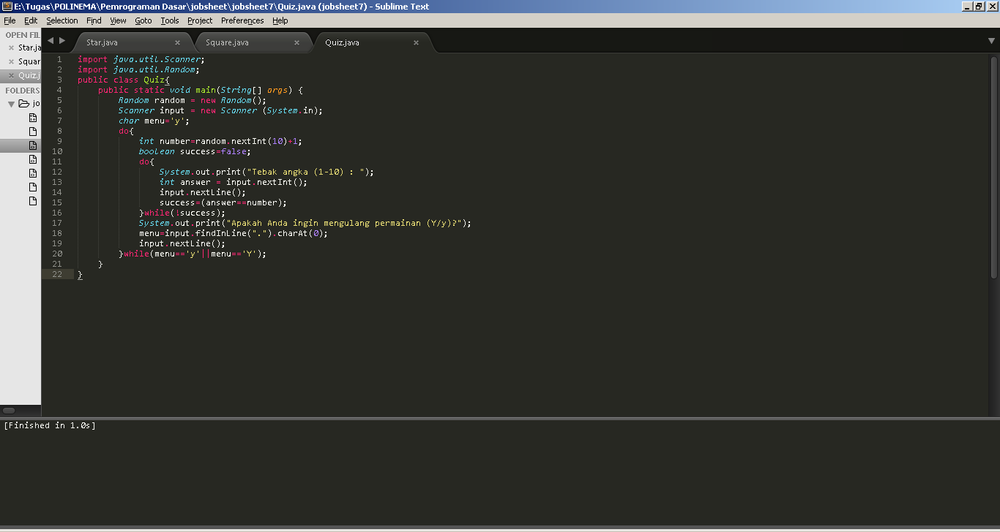 E:\Tugas\POLINEMA\Pemrograman Dasar\jobsheet\jobsheet7\Quiz.java (jobsheet7) - Sublime Text
File Edit Selection Find View Goto Tools Project Preferences Help
OPEN FIL
Star.ja
Squar
Quiz.j
FOLDERS
jo
Star.java Square.java Quiz.java
1 import java.util.Scanner;
2 import java.util.Random;
3 public class Quiz{
4 public static void main(String[] args) {
5 Random random = new Random();
6 Scanner input = new Scanner (System.in);
7 char menu='y';
8 do{
9 int number=random.nextInt(10)+1;
10 boolean success=false;
11 do{
12 System.out.print("Tebak angka (1-10) : ");
13 int answer = input.nextInt();
14 input.nextLine();
15 success=(answer==number);
16 }while(!success);
17 System.out.print("Apakah Anda ingin mengulang permainan (Y/y)?");
18 menu=input.findInLine(".").charAt(0);
19 input.nextLine();
20 }while(menu=='y'||menu=='Y');
21 }
22 }
[Finished in 1.0s]